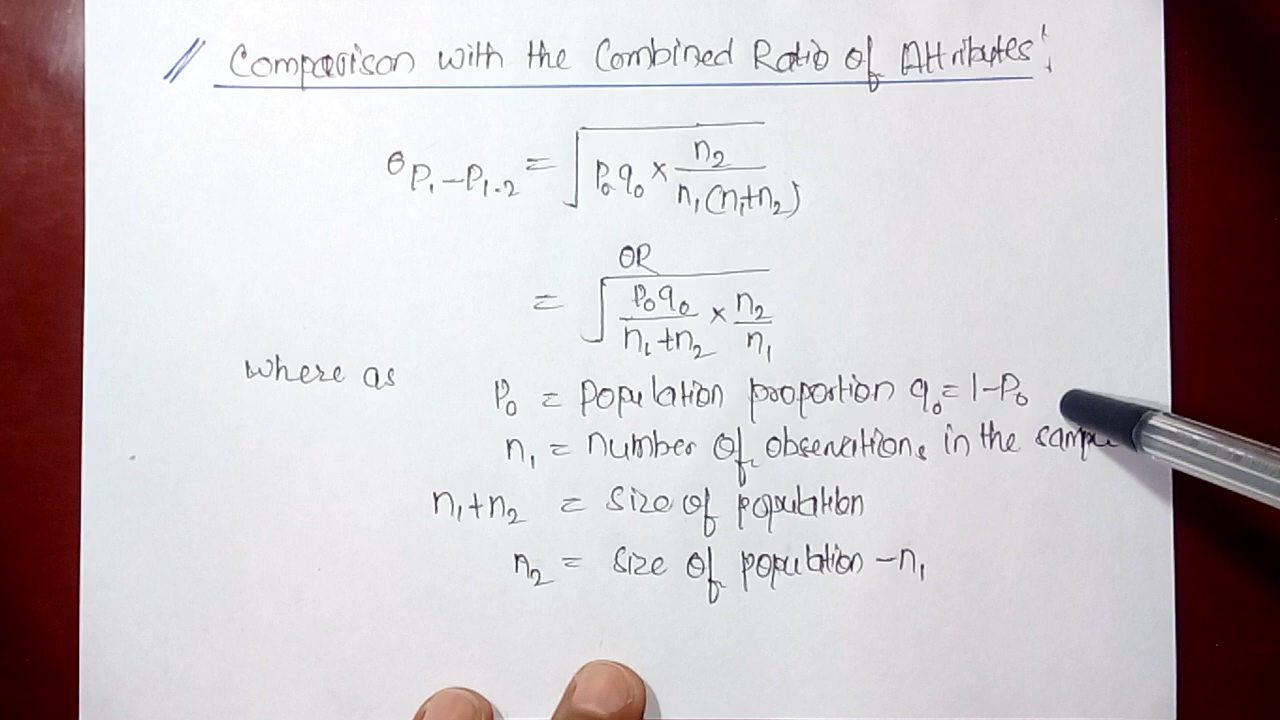 // Comparison with the Combined Ratio of Attributes:
σP₁–P₁.₂ = √(P₀q₀ × n₂/n₁(n₁+n₂))
OR
= √(P₀q₀/(n₁+n₂) × n₂/n₁)
where as
P₀ = population proportion q₀ = 1–P₀
n₁ = number of observations in the sample
n₁+n₂ = size of population
n₂ = size of population –n₁